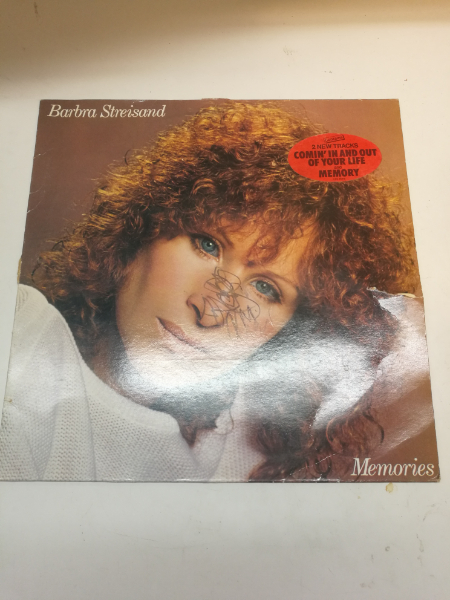 Barbra Streisand
2 NEW TRACKS
COMIN' IN AND OUT
OF YOUR LIFE
MEMORY
Memories